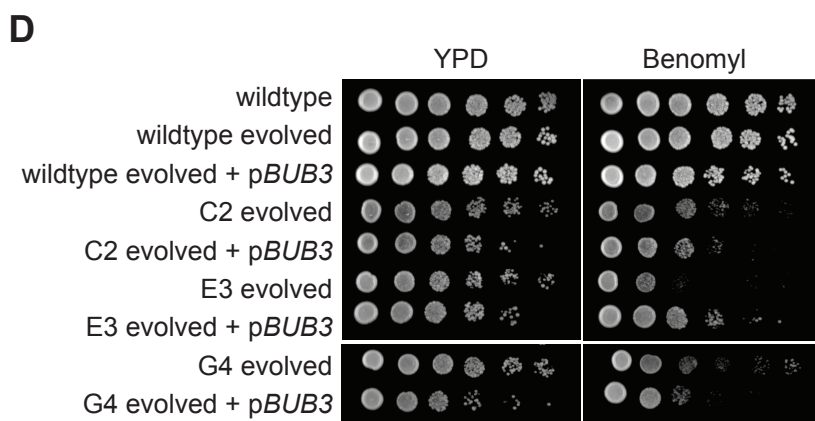 D
YPD Benomyl
wildtype
wildtype evolved
wildtype evolved + pBUB3
C2 evolved
C2 evolved + pBUB3
E3 evolved
E3 evolved + pBUB3
G4 evolved
G4 evolved + pBUB3